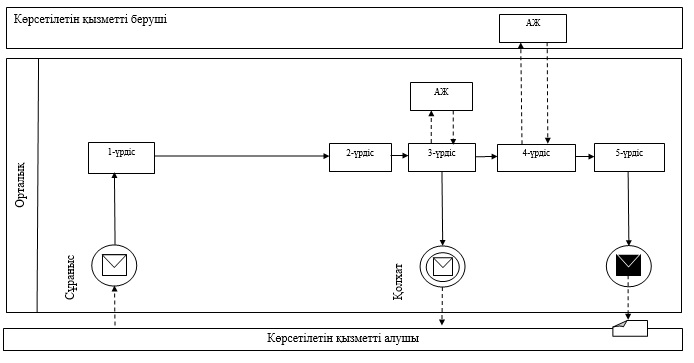 Көрсетілетін қызметті беруші
АЖ
АЖ
1-үрдіс
2-үрдіс
3-үрдіс
4-үрдіс
5-үрдіс
Орталық
Сұраныс
Қолхат
Көрсетілетін қызметті алушы